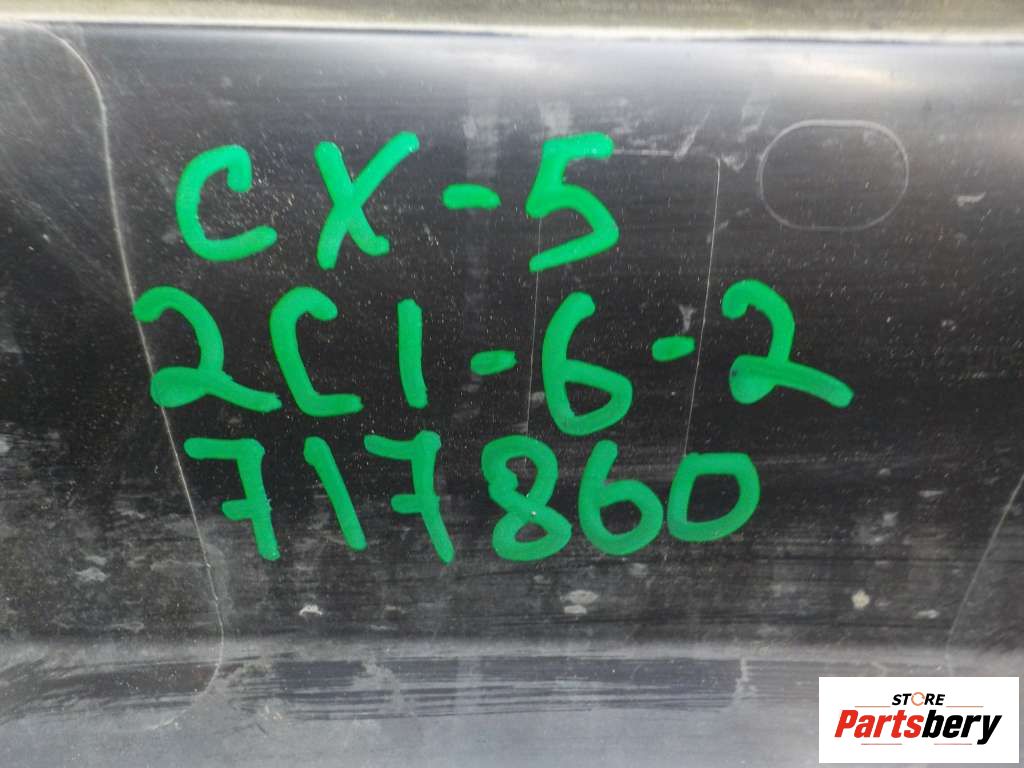 CX-5
2C1-6-2
717860
STORE
Partsbery